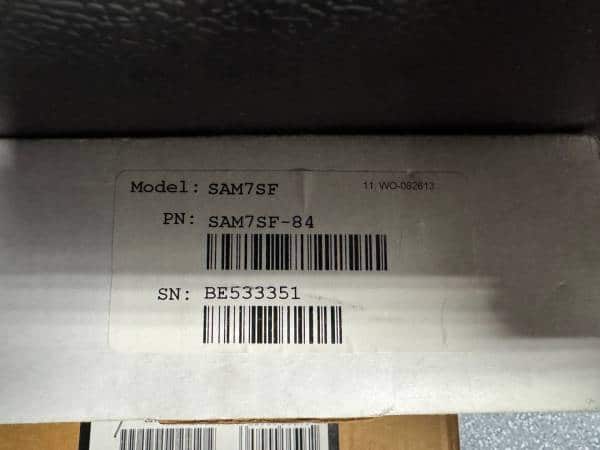 Model: SAM7SF
11, WO-082613
PN: SAM7SF-84
SN: BE533351